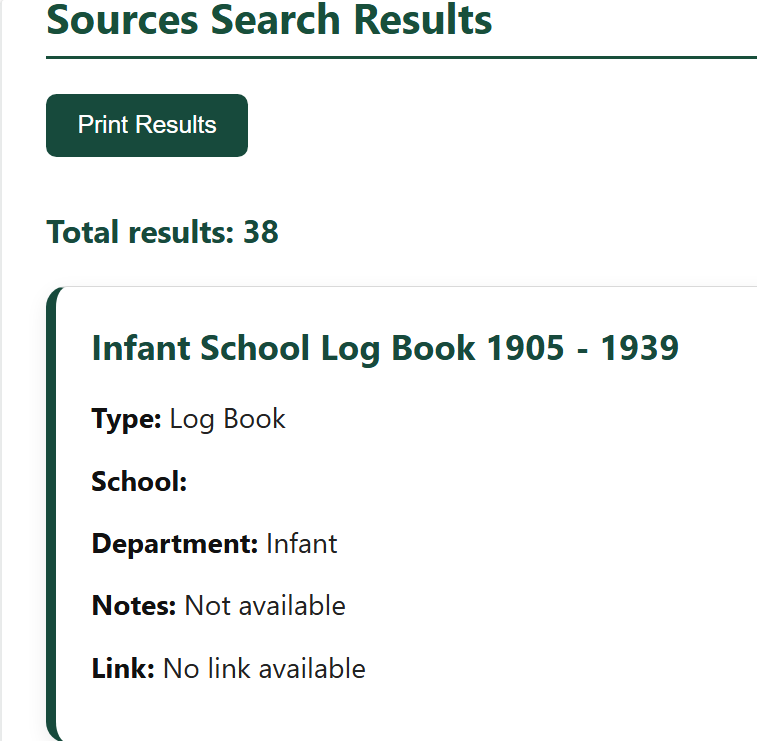 Sources Search Results
Print Results
Total results: 38
Infant School Log Book 1905 - 1939
Type: Log Book
School:
Department: Infant
Notes: Not available
Link: No link available